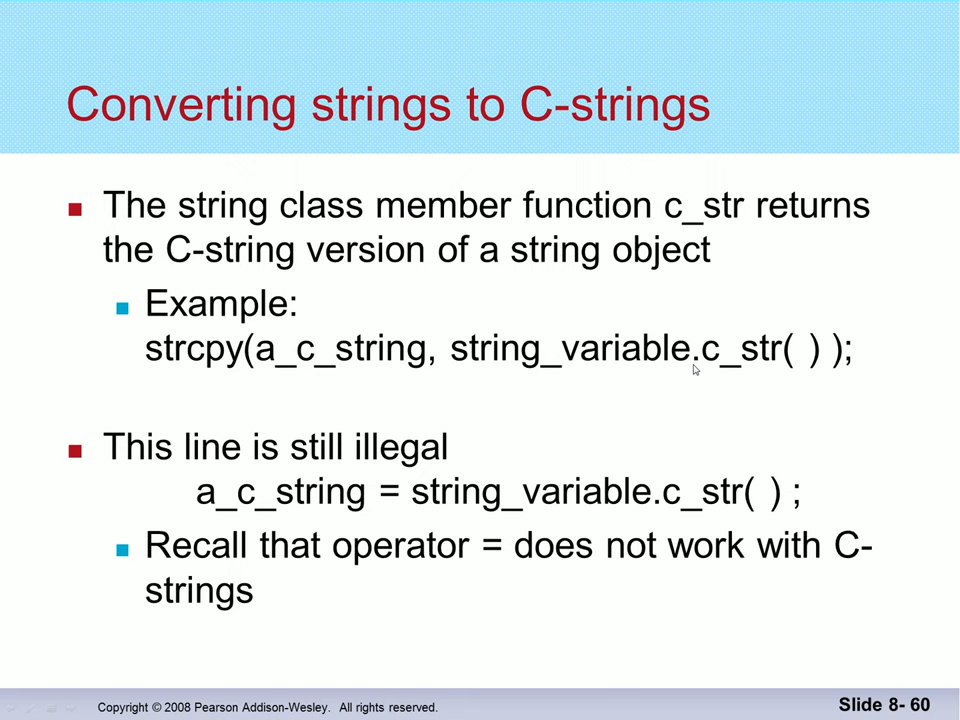 Converting strings to C-strings
The string class member function c_str returns
the C-string version of a string object
Example:
strcpy(a_c_string, string_variable.c_str( ) );
This line is still illegal
a_c_string = string_variable.c_str( ) ;
Recall that operator = does not work with C-
strings
Copyright © 2008 Pearson Addison-Wesley. All rights reserved.
Slide 8- 60